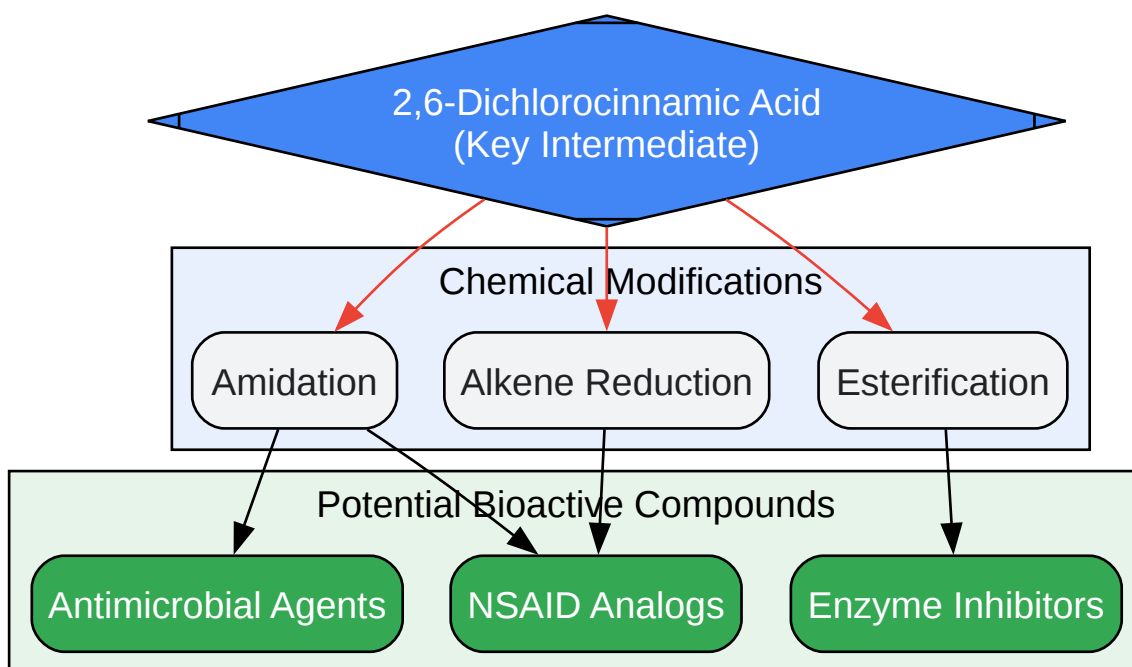 2,6-Dichlorocinnamic Acid
(Key Intermediate)
Chemical Modifications
Amidation
Alkene Reduction
Esterification
Potential Bioactive Compounds
Antimicrobial Agents
NSAID Analogs
Enzyme Inhibitors